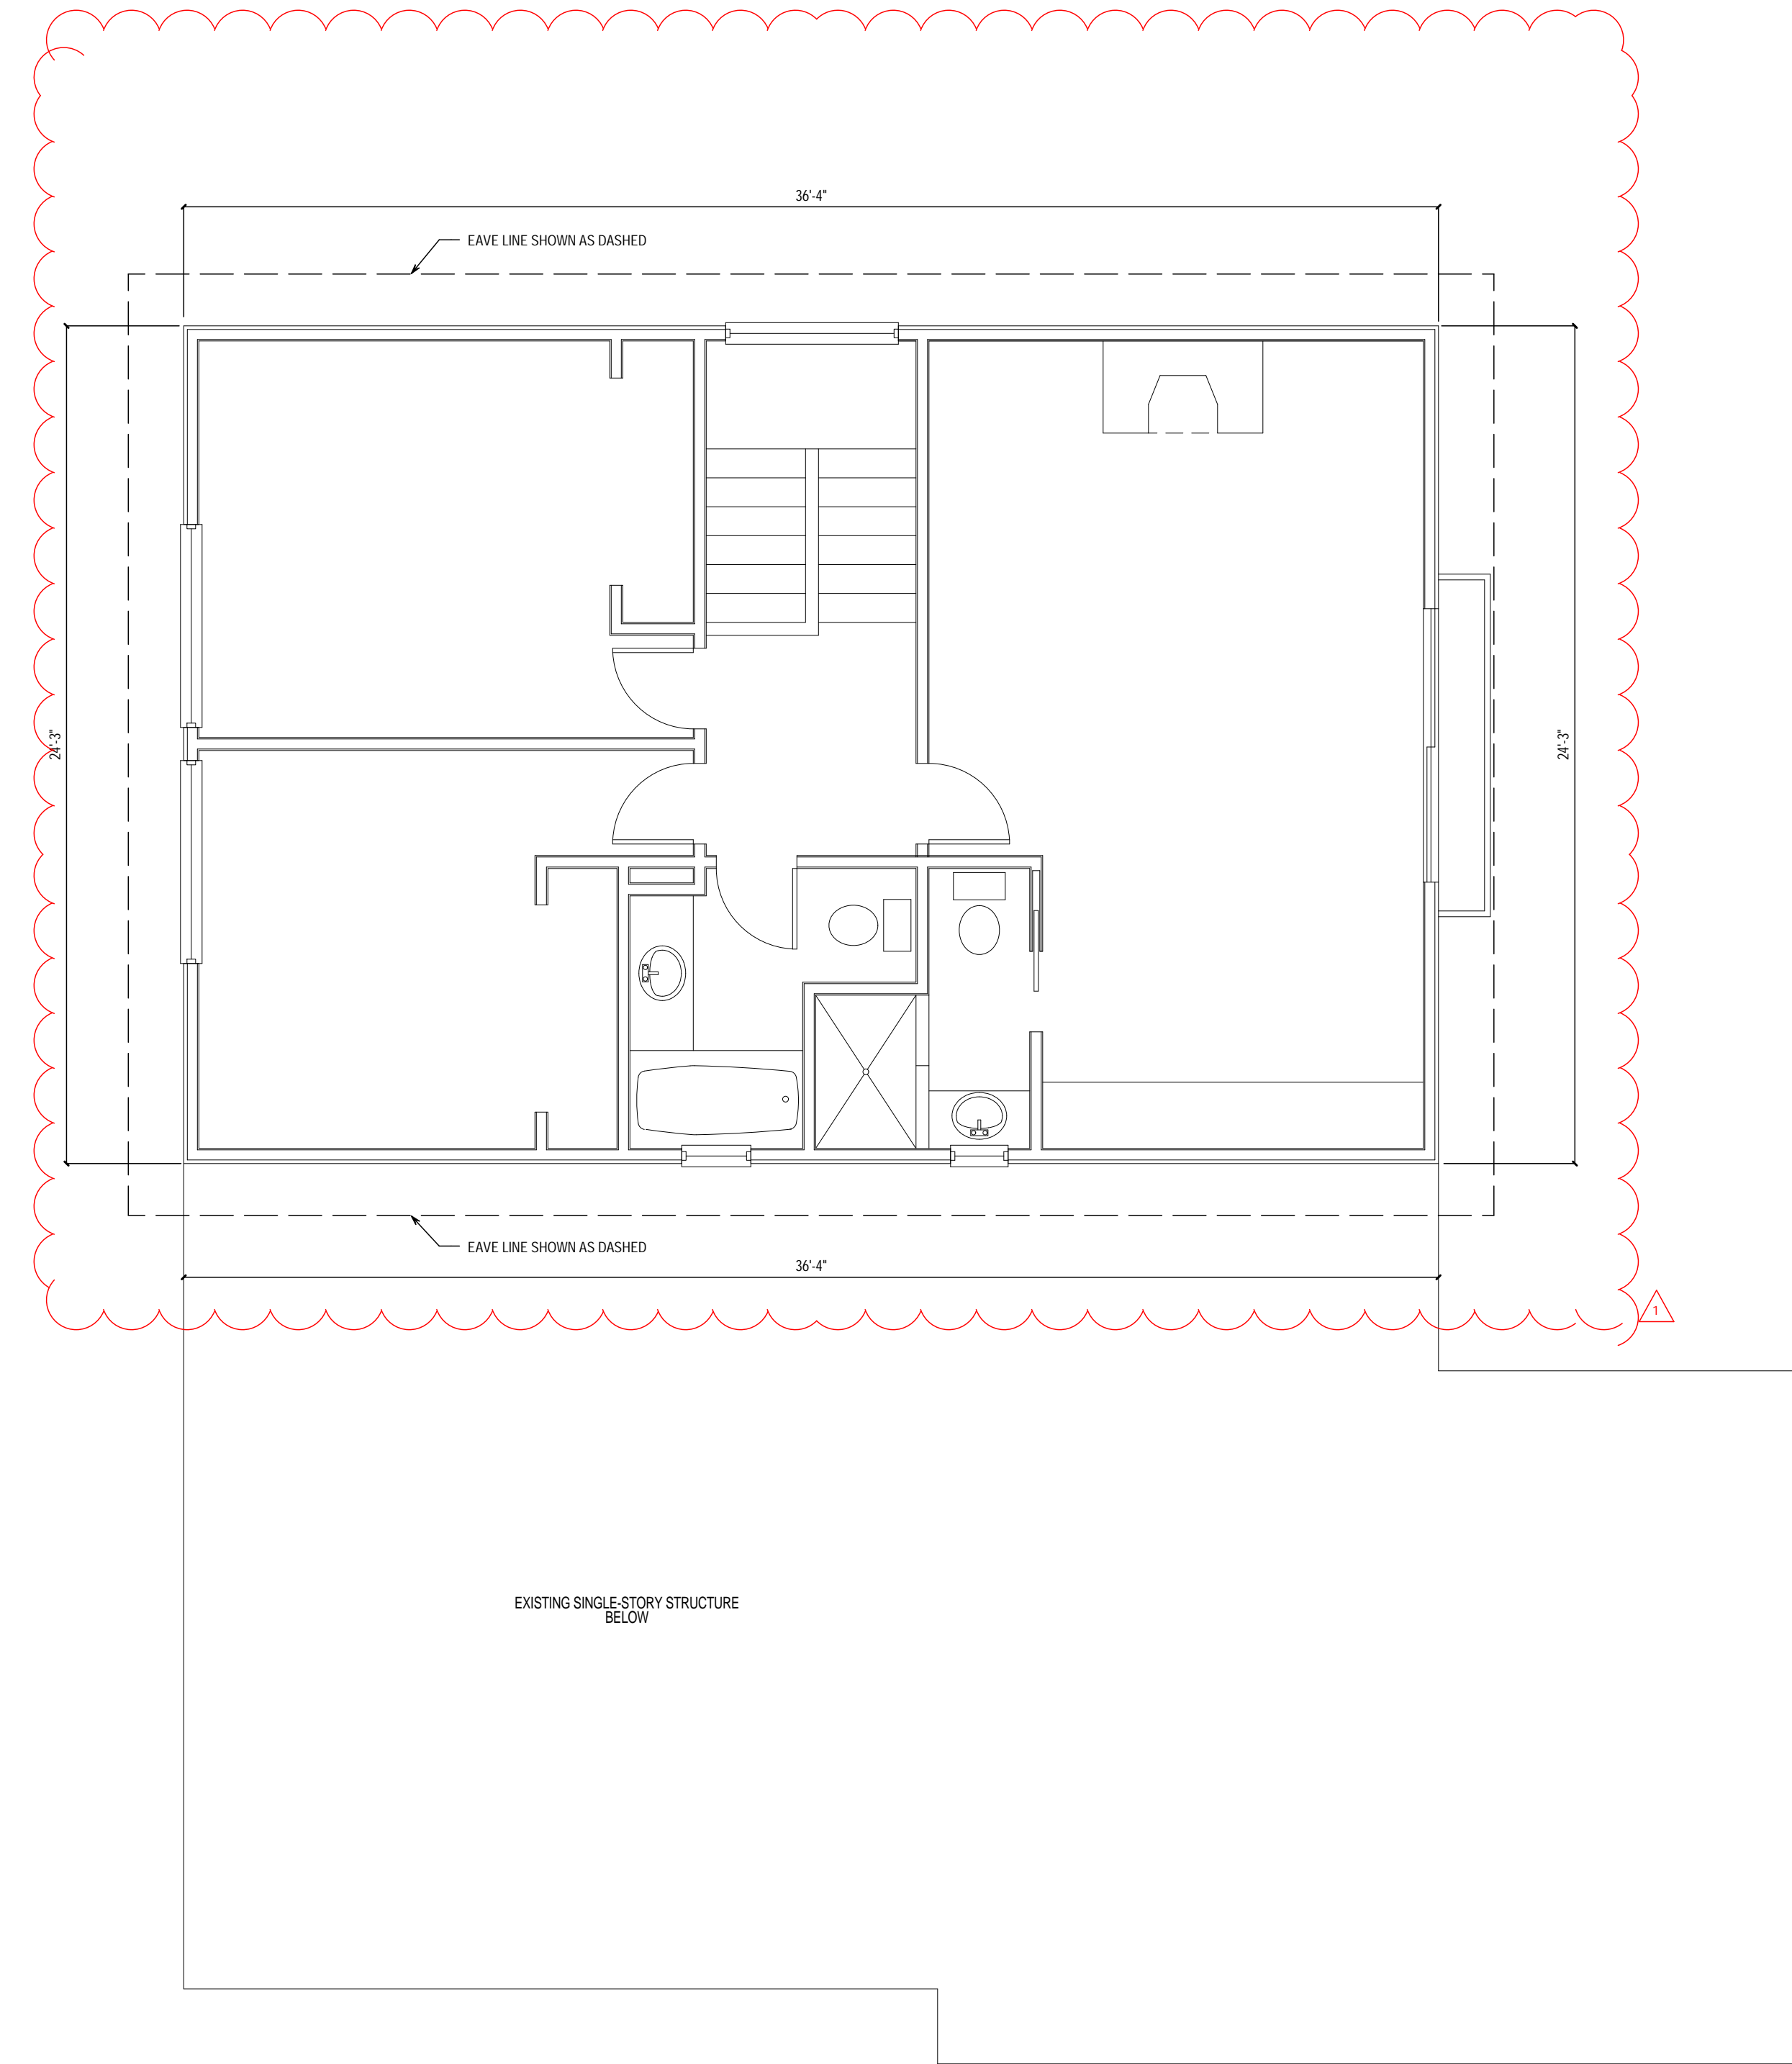 36'-4"
EAVE LINE SHOWN AS DASHED
24'-3"
24'-3"
EAVE LINE SHOWN AS DASHED
36'-4"
1
EXISTING SINGLE-STORY STRUCTURE
BELOW